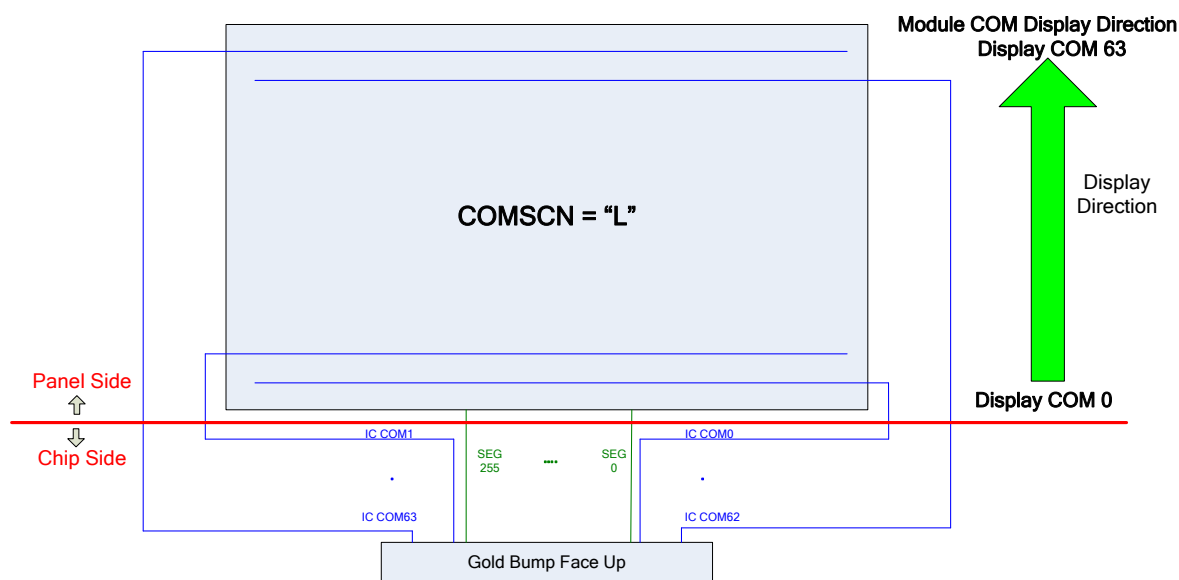 Module COM Display Direction
Display COM 63
COMSCN = “L”
Display
Direction
Panel Side
Display COM 0
Chip Side
IC COM1
IC COM0
SEG
255
....
SEG
0
.
.
IC COM63
IC COM62
Gold Bump Face Up